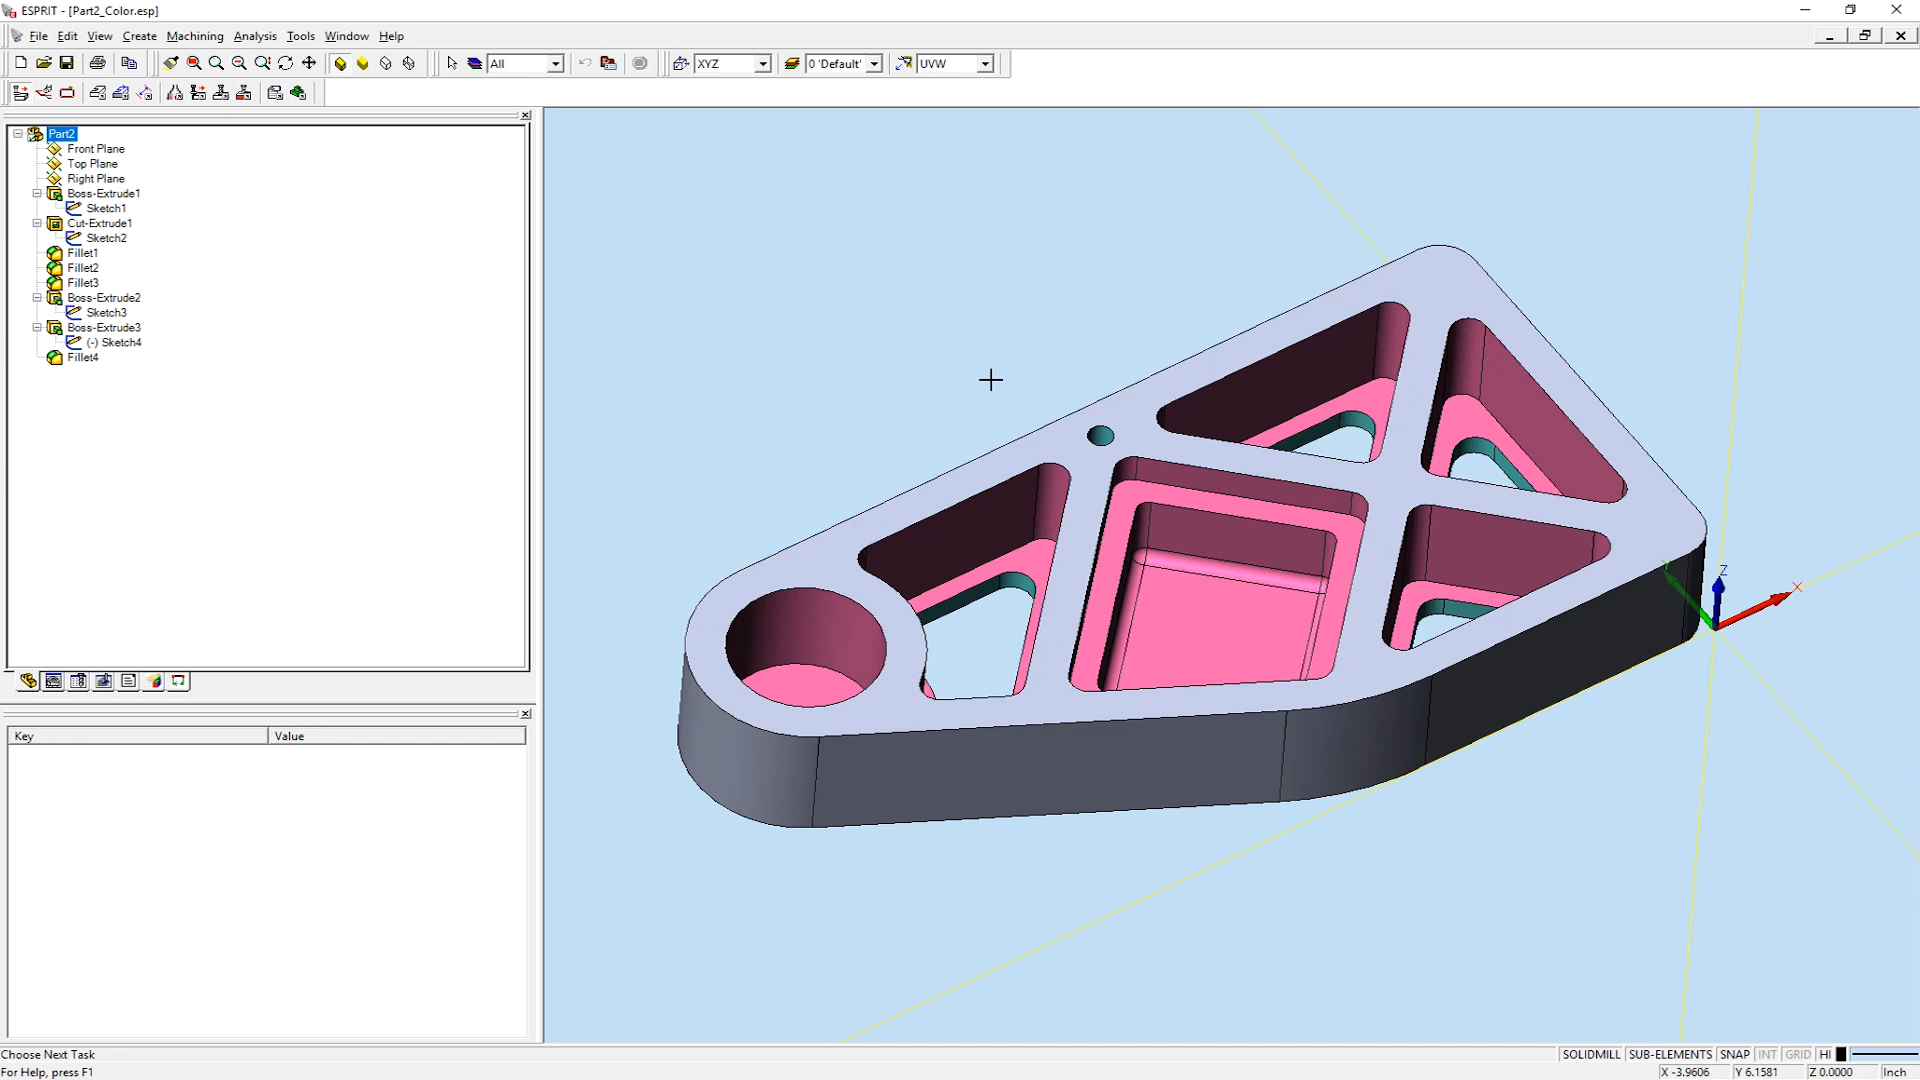 ESPRIT - [Part2_Color.esp]
File Edit View Create Machining Analysis Tools Window Help
All XYZ 0 'Default' UVW
Part2
Front Plane
Top Plane
Right Plane
Boss-Extrude1
Sketch1
Cut-Extrude1
Sketch2
Fillet1
Fillet2
Fillet3
Boss-Extrude2
Sketch3
Boss-Extrude3
(-) Sketch4
Fillet4
Y Z X
Key Value
Choose Next Task SOLIDMILL SUB-ELEMENTS SNAP INT GRID HI
For Help, press F1 X -3.9606 Y 6.1581 Z 0.0000 Inch